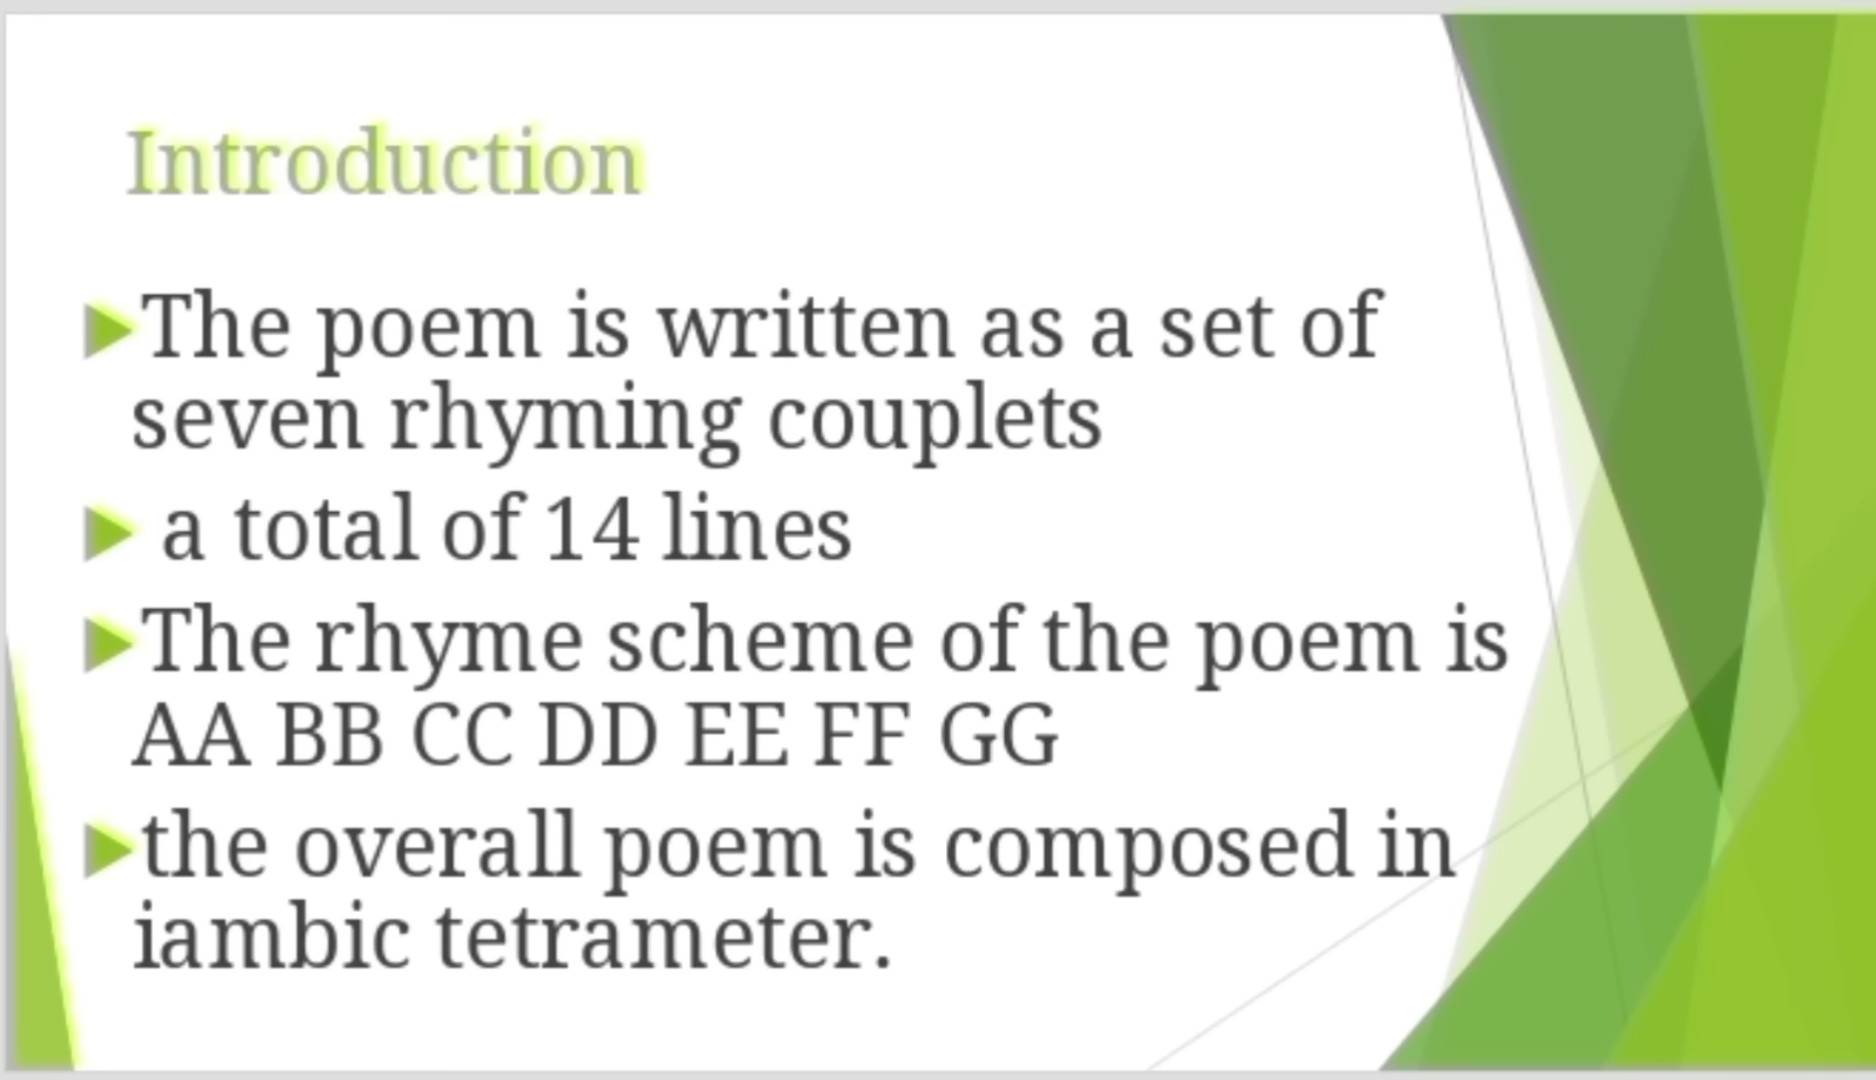 Introduction
The poem is written as a set of
seven rhyming couplets
a total of 14 lines
The rhyme scheme of the poem is
AA BB CC DD EE FF GG
the overall poem is composed in
iambic tetrameter.